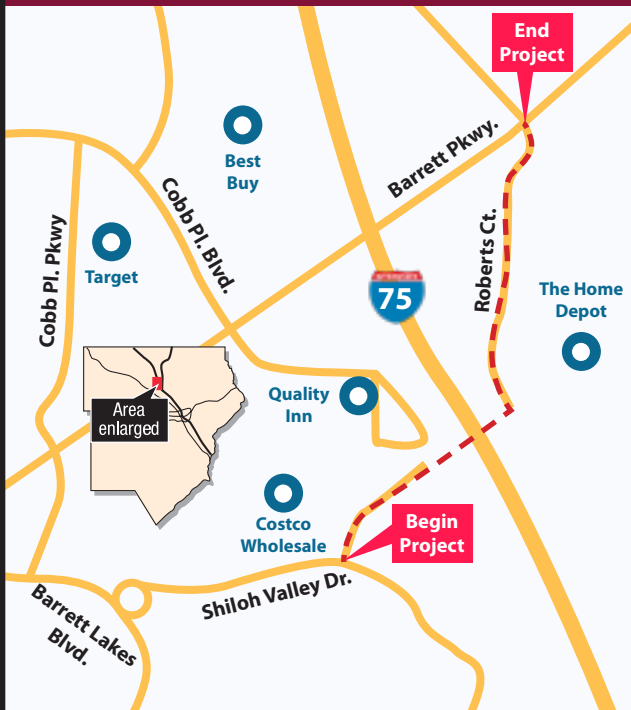 End
Project
Barrett Pkwy.
Best
Buy
Cobb Pl. Blvd.
Cobb Pl. Pkwy
Target
Roberts Ct.
75
The Home
Depot
Area
enlarged
Quality
Inn
Costco
Wholesale
Begin
Project
Shiloh Valley Dr.
Barrett Lakes
Blvd.